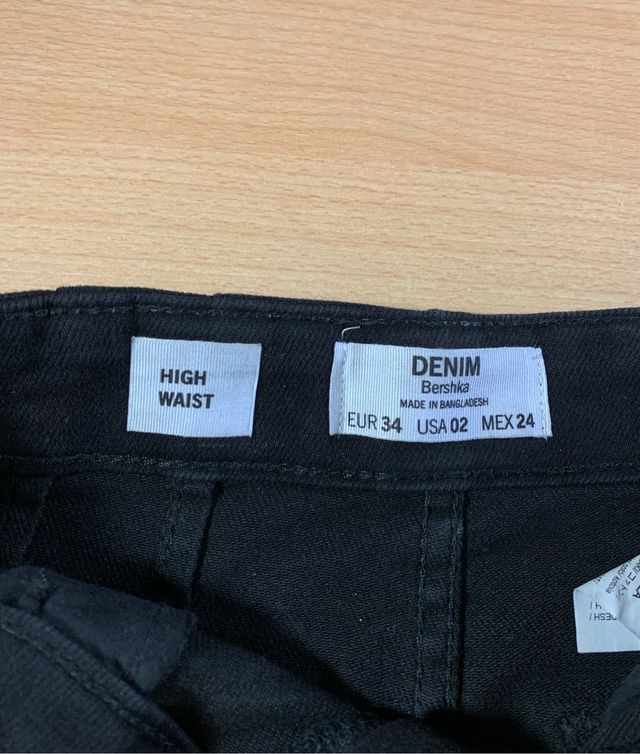 HIGH
WAIST
DENIM
Bershka
MADE IN BANGLADESH
EUR 34 USA 02 MEX 24